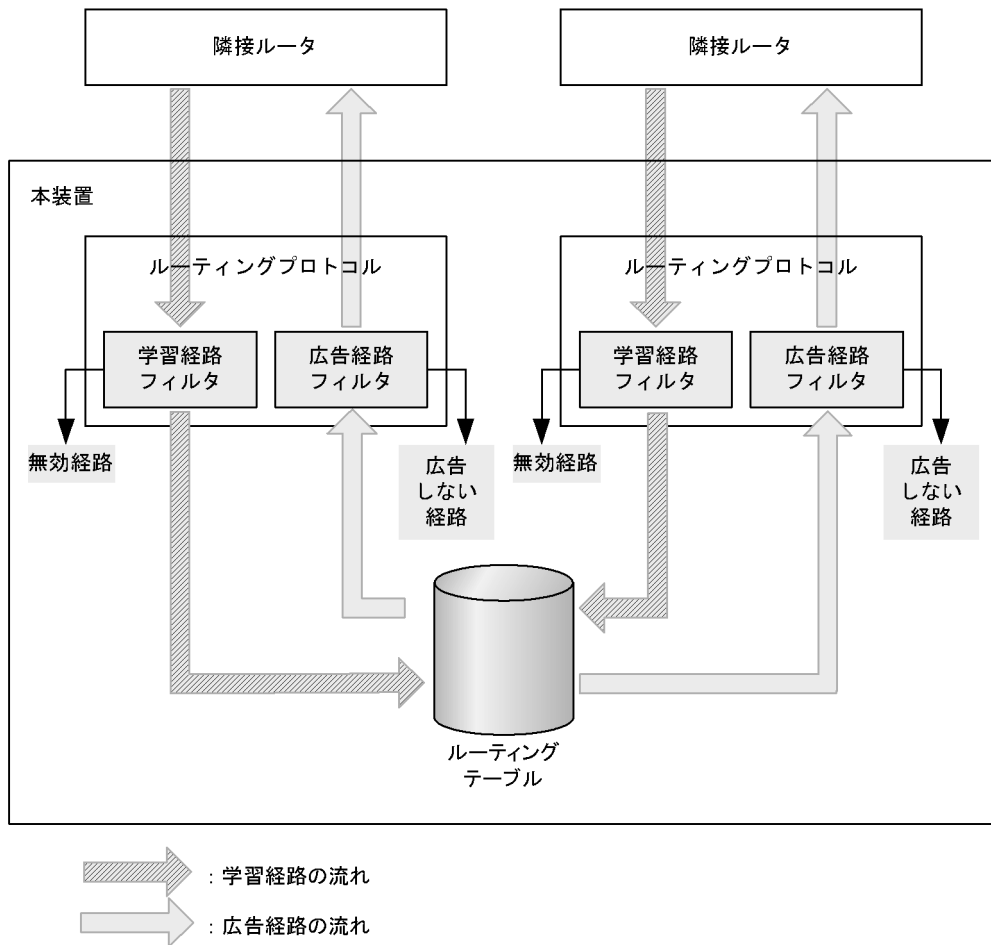 隣接ルータ
隣接ルータ
本装置
ルーティングプロトコル
ルーティングプロトコル
学習経路
フィルタ
広告経路
フィルタ
学習経路
フィルタ
広告経路
フィルタ
無効経路
広告
しない
経路
無効経路
広告
しない
経路
ルーティング
テーブル
：学習経路の流れ
：広告経路の流れ